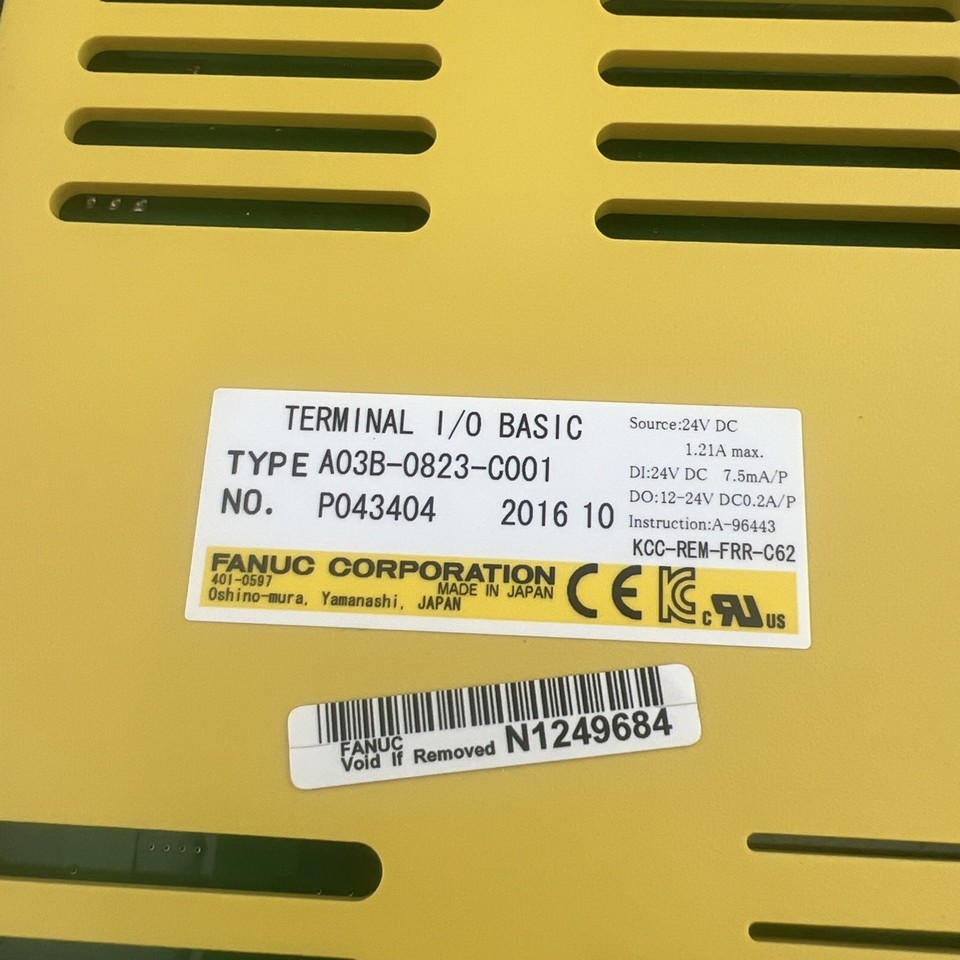 TERMINAL I/O BASIC
TYPE A03B-0823-C001
NO. P043404 2016 10
Source:24V DC
1.21A max.
DI:24V DC 7.5mA/P
DO:12-24V DC0.2A/P
Instruction:A-96443
KCC-REM-FRR-C62
FANUC CORPORATION
401-0597 MADE IN JAPAN
Oshino-mura, Yamanashi, JAPAN
CE KC c RU US
FANUC
Void If Removed N1249684